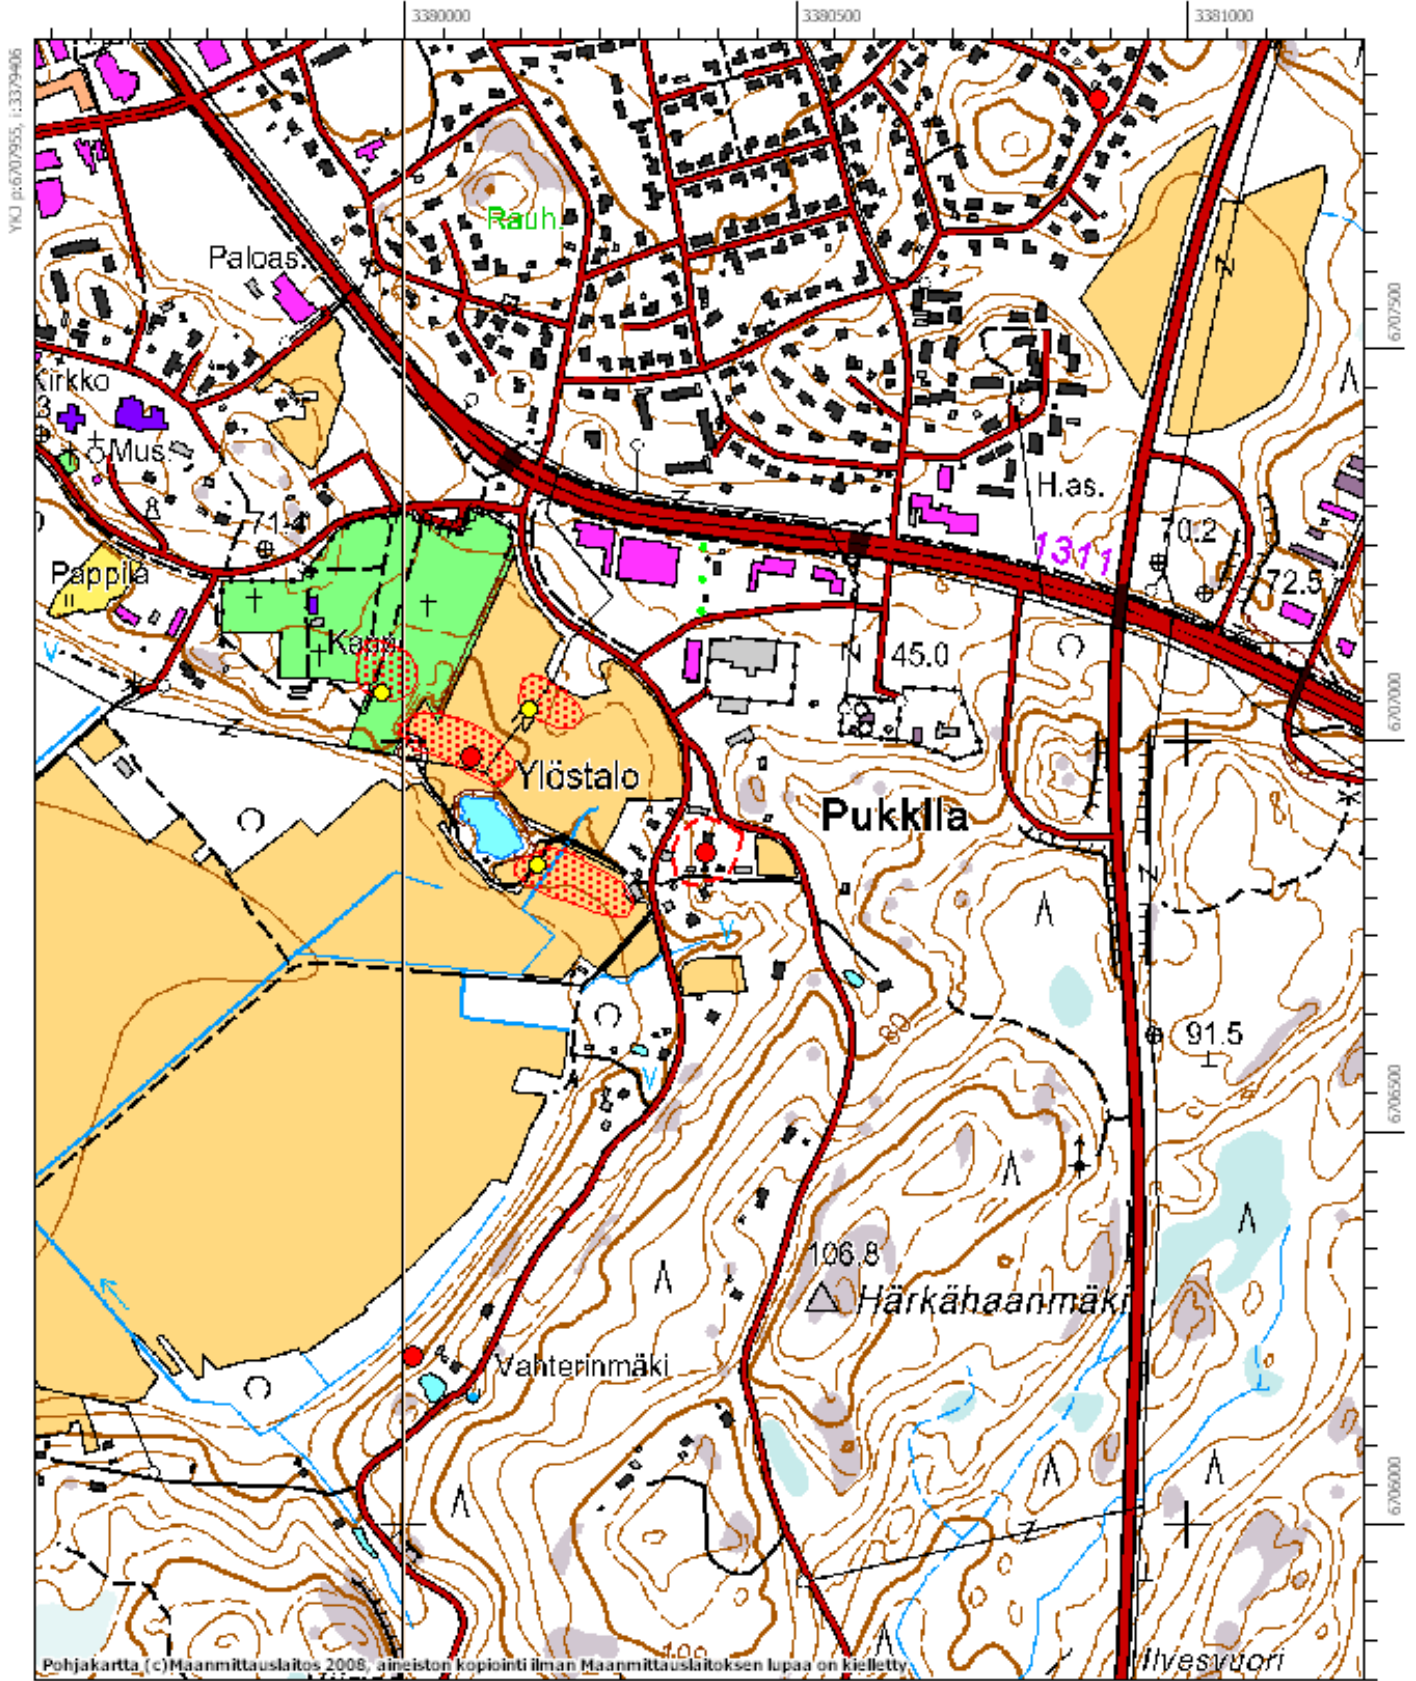 3380000
3380500
3381000
YKJ p:6707955, i:3379406
Rauh.
Paloas.
6707500
Kirkko
3
Mus.
H.as.
71.4
1311
70.2
72.5
Pappila
45.0
6707000
Ylöstalo
Pukkila
80
91.5
6706500
106.8
Härkähaanmäki
Vahterinmäki
6706000
100
Ilvesvuori
Pohjakartta (c)Maanmittauslaitos 2008, aineiston kopiointi ilman Maanmittauslaitoksen lupaa on kielletty